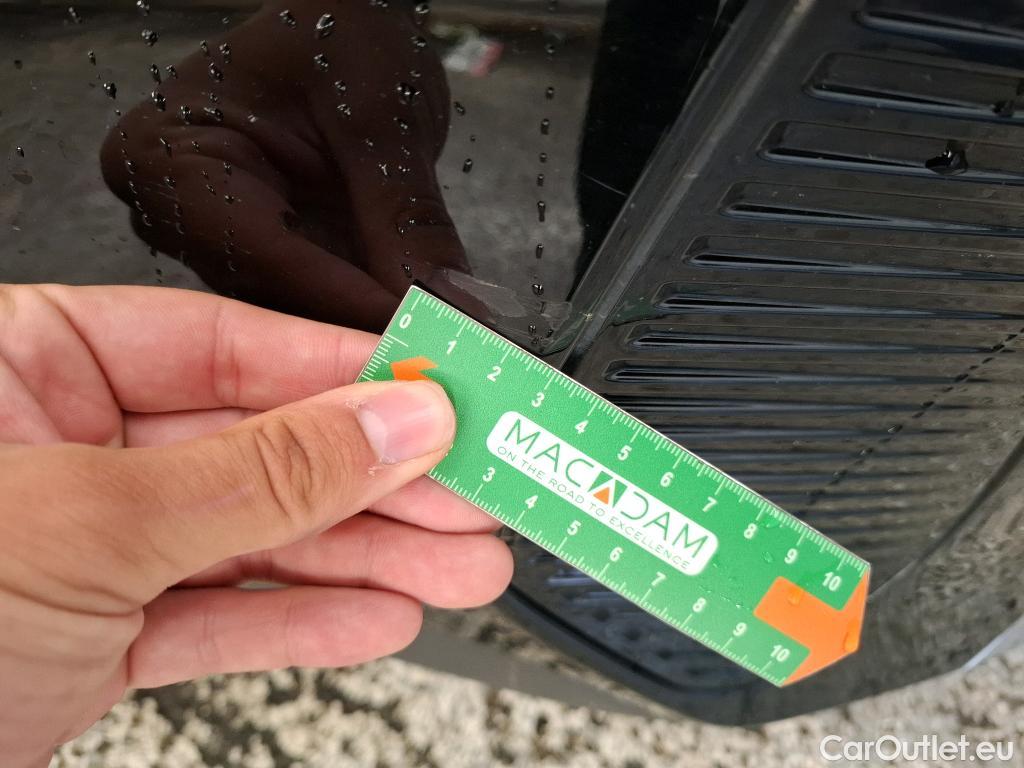 0 1 2 3 4 5 6 7 8 9 10
MACADAM
ON THE ROAD TO EXCELLENCE
3 4 5 6 7 8 9 10
CarOutlet.eu